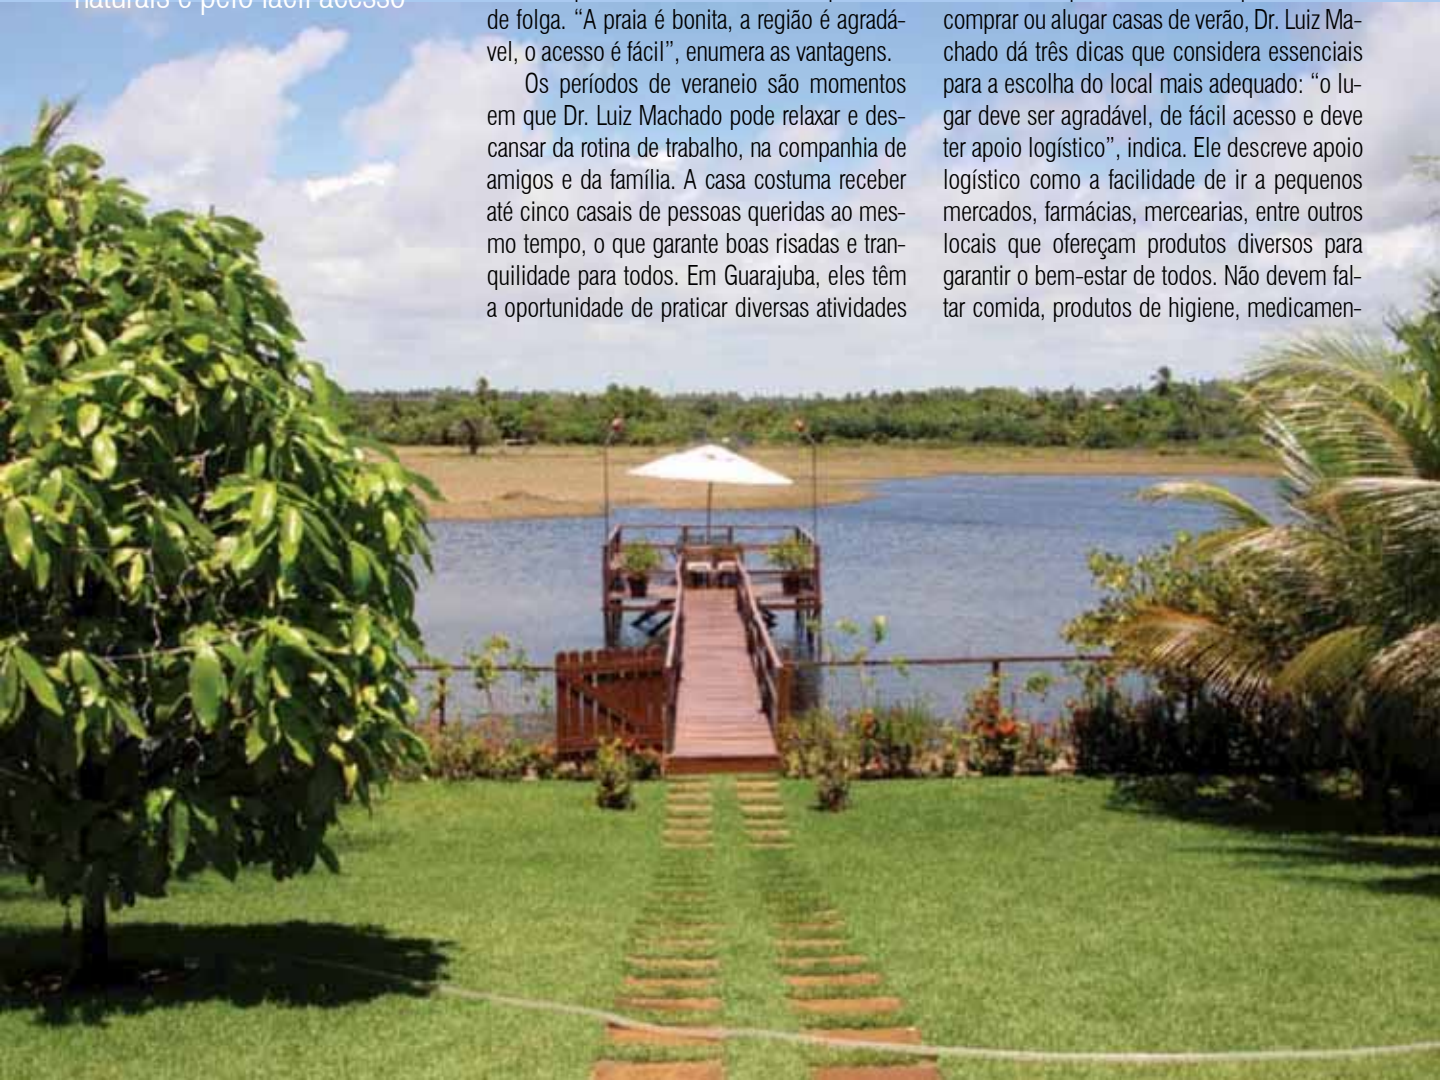 naturais e pelo fácil acesso
de folga. “A praia é bonita, a região é agradá-
vel, o acesso é fácil”, enumera as vantagens.
Os períodos de veraneio são momentos
em que Dr. Luiz Machado pode relaxar e des-
cansar da rotina de trabalho, na companhia de
amigos e da família. A casa costuma receber
até cinco casais de pessoas queridas ao mes-
mo tempo, o que garante boas risadas e tran-
quilidade para todos. Em Guarajuba, eles têm
a oportunidade de praticar diversas atividades
comprar ou alugar casas de verão, Dr. Luiz Ma-
chado dá três dicas que considera essenciais
para a escolha do local mais adequado: “o lu-
gar deve ser agradável, de fácil acesso e deve
ter apoio logístico”, indica. Ele descreve apoio
logístico como a facilidade de ir a pequenos
mercados, farmácias, mercearias, entre outros
locais que ofereçam produtos diversos para
garantir o bem-estar de todos. Não devem fal-
tar comida, produtos de higiene, medicamen-